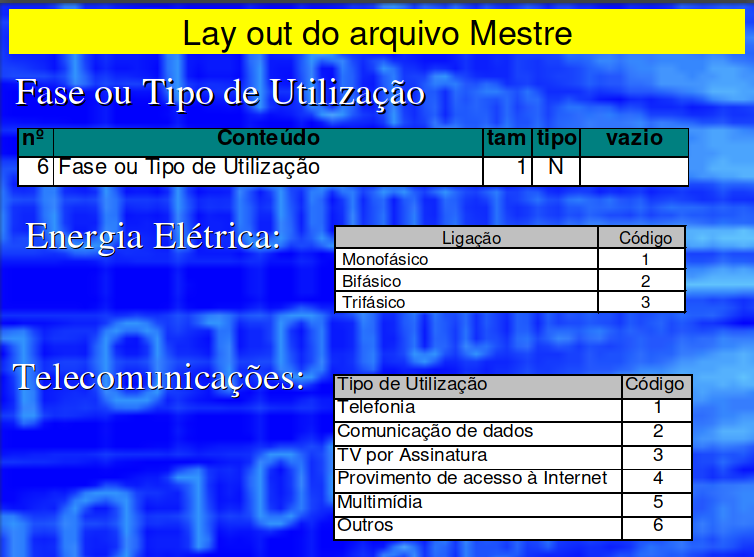 Lay out do arquivo Mestre
Fase ou Tipo de Utilização
nº Conteúdo tam tipo vazio
6 Fase ou Tipo de Utilização 1 N
Energia Elétrica:
Ligação Código
Monofásico 1
Bifásico 2
Trifásico 3
Telecomunicações:
Tipo de Utilização Código
Telefonia 1
Comunicação de dados 2
TV por Assinatura 3
Provimento de acesso à Internet 4
Multimídia 5
Outros 6